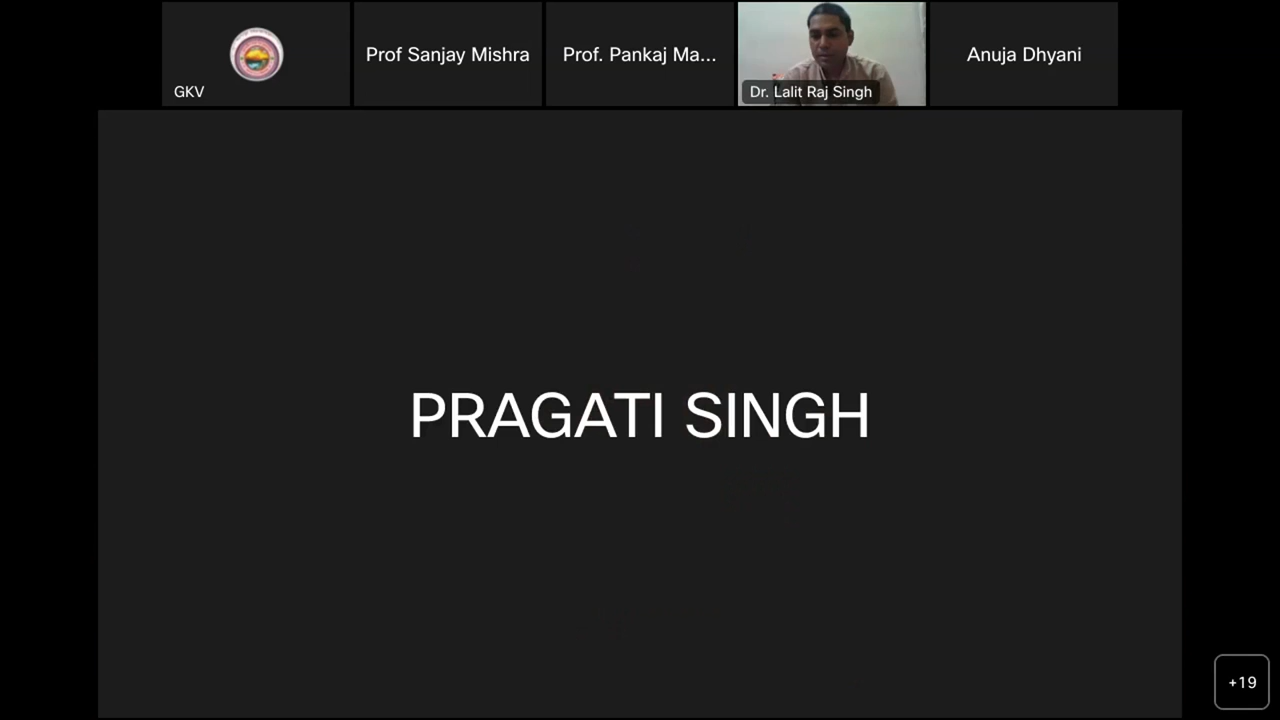 GKV
Prof Sanjay Mishra
Prof. Pankaj Ma...
Dr. Lalit Raj Singh
Anuja Dhyani
PRAGATI SINGH
+19